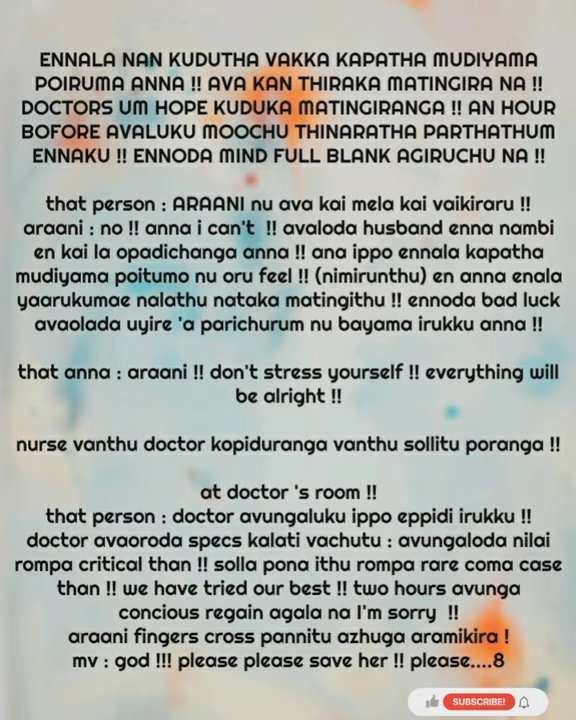 ENNALA NAN KUDUTHA VAKKA KAPATHA MUDIYAMA
POIRUMA ANNA !! AVA KAN THIRAKA MATINGIRA NA !!
DOCTORS UM HOPE KUDUKA MATINGIRANGA !! AN HOUR
BOFORE AVALUKU MOOCHU THINARATHA PARTHATHUM
ENNAKU !! ENNODA MIND FULL BLANK AGIRUCHU NA !!
that person : ARAANI nu ava kai mela kai vaikiraru !!
araani : no !! anna i can't !! avaloda husband enna nambi
en kai la opadichanga anna !! ana ippo ennala kapatha
mudiyama poitumo nu oru feel !! (nimirunthu) en anna enala
yaarukumae nalathu nataka matingithu !! ennoda bad luck
avaolada uyire 'a parichurum nu bayama irukku anna !!
that anna : araani !! don't stress yourself !! everything will
be alright !!
nurse vanthu doctor kopiduranga vanthu sollitu poranga !!
at doctor 's room !!
that person : doctor avungaluku ippo eppidi irukku !!
doctor avaoroda specs kalati vachutu : avungaloda nilai
rompa critical than !! solla pona ithu rompa rare coma case
than !! we have tried our best !! two hours avunga
concious regain agala na I'm sorry !!
araani fingers cross pannitu azhuga aramikira !
mv : god !!! please please save her !! please....8
SUBSCRIBE!